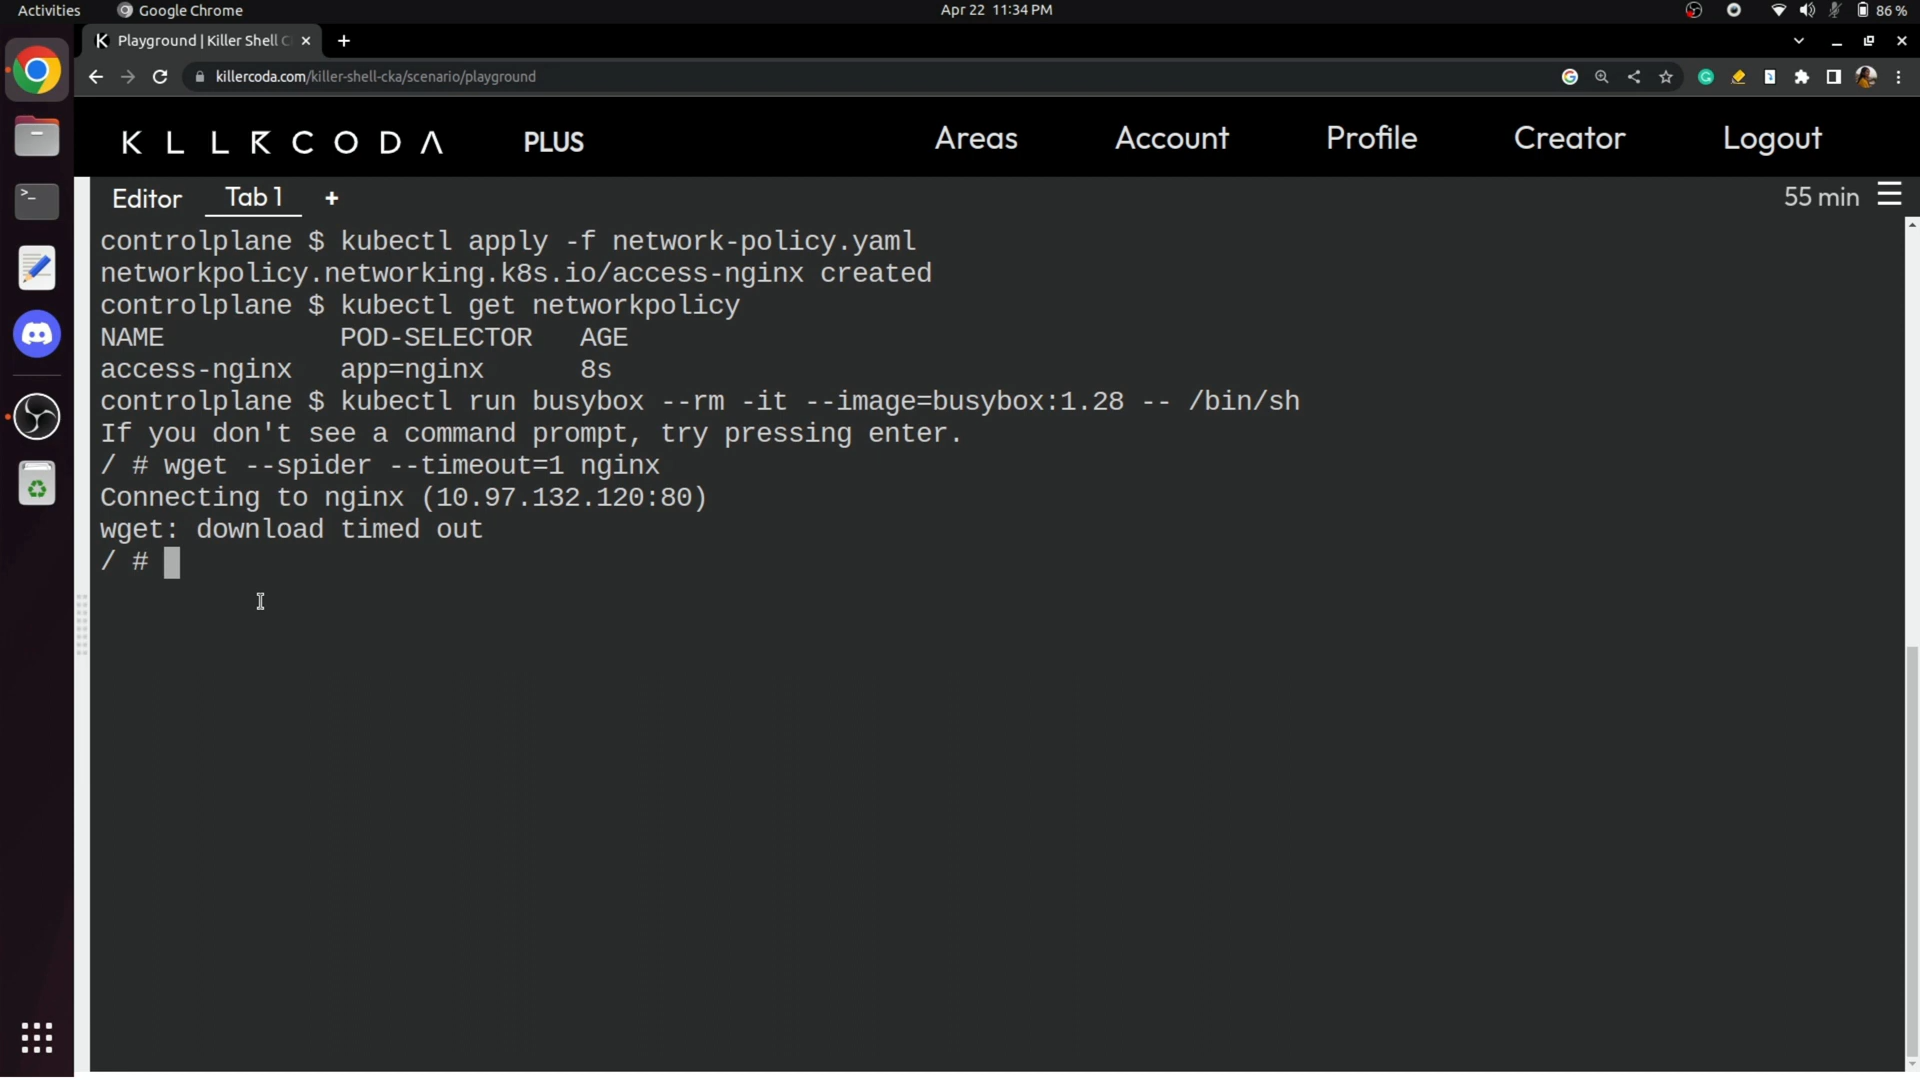 Activities Google Chrome Apr 22 11:34 PM 86 %
Playground | Killer Shell C
killercoda.com/killer-shell-cka/scenario/playground
KLLRCODA PLUS Areas Account Profile Creator Logout
Editor Tab 1 + 55 min
controlplane $ kubectl apply -f network-policy.yaml
networkpolicy.networking.k8s.io/access-nginx created
controlplane $ kubectl get networkpolicy
NAME POD-SELECTOR AGE
access-nginx app=nginx 8s
controlplane $ kubectl run busybox --rm -it --image=busybox:1.28 -- /bin/sh
If you don't see a command prompt, try pressing enter.
/ # wget --spider --timeout=1 nginx
Connecting to nginx (10.97.132.120:80)
wget: download timed out
/ #